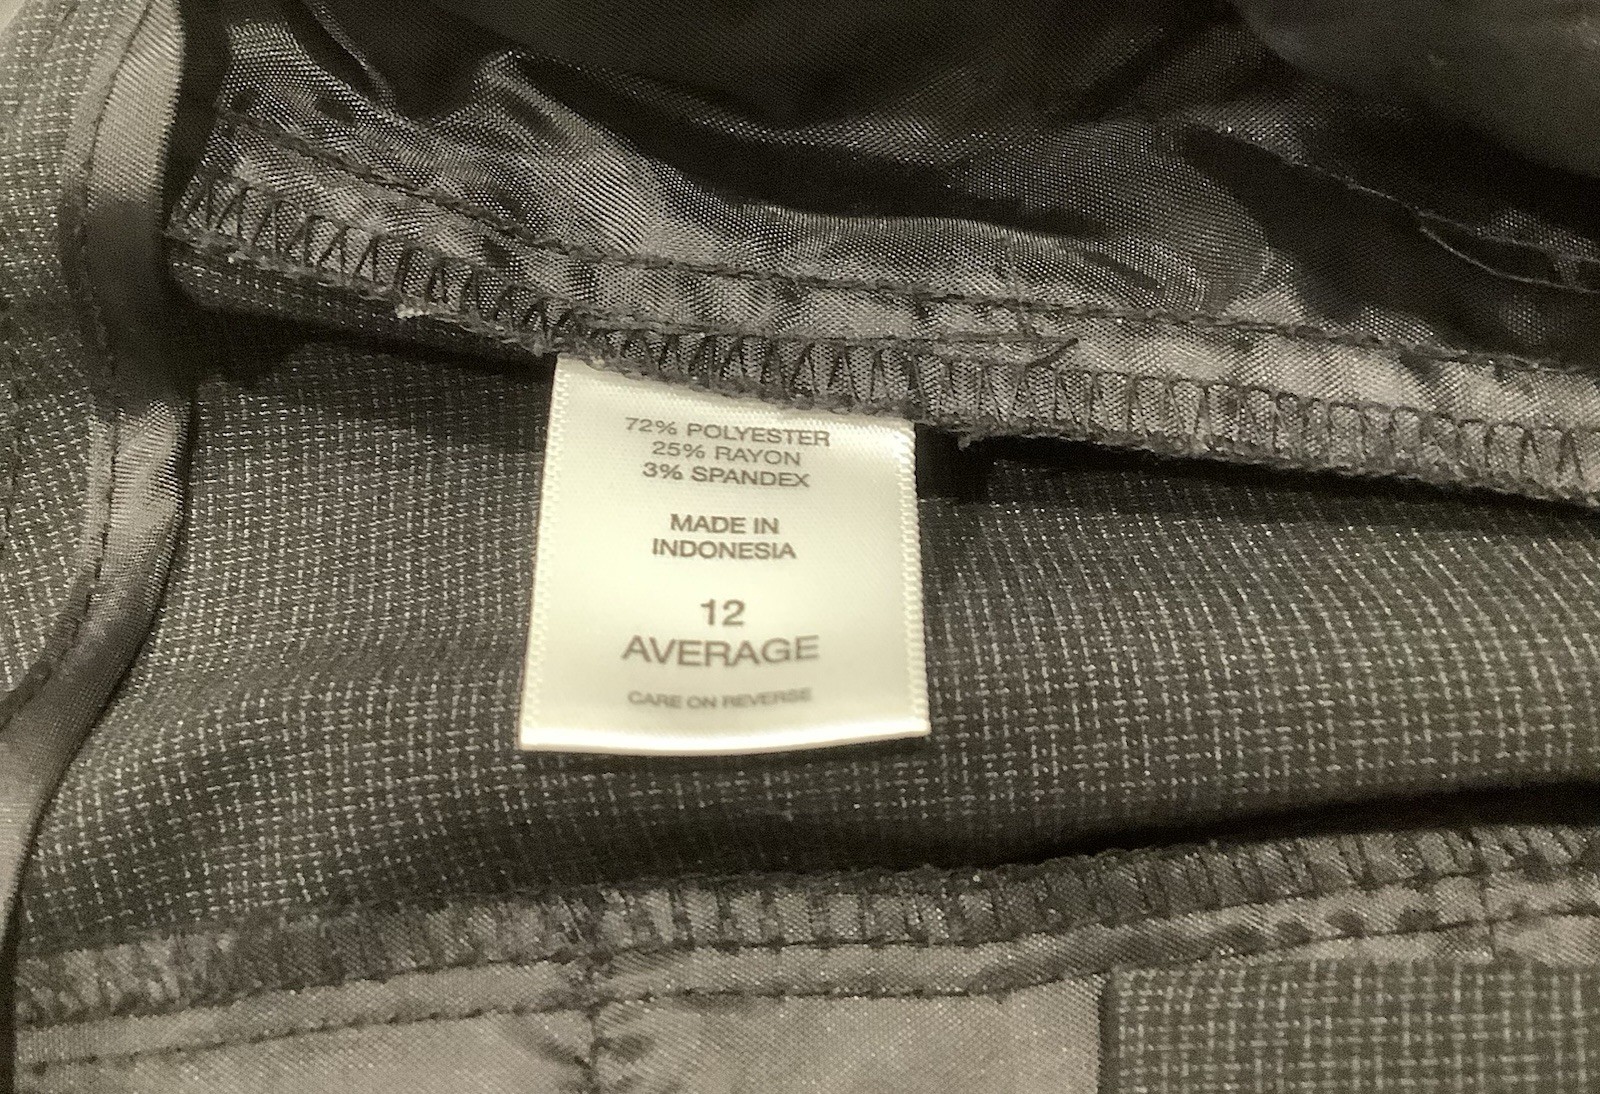 72% POLYESTER
25% RAYON
3% SPANDEX
MADE IN
INDONESIA
12
AVERAGE
CARE ON REVERSE